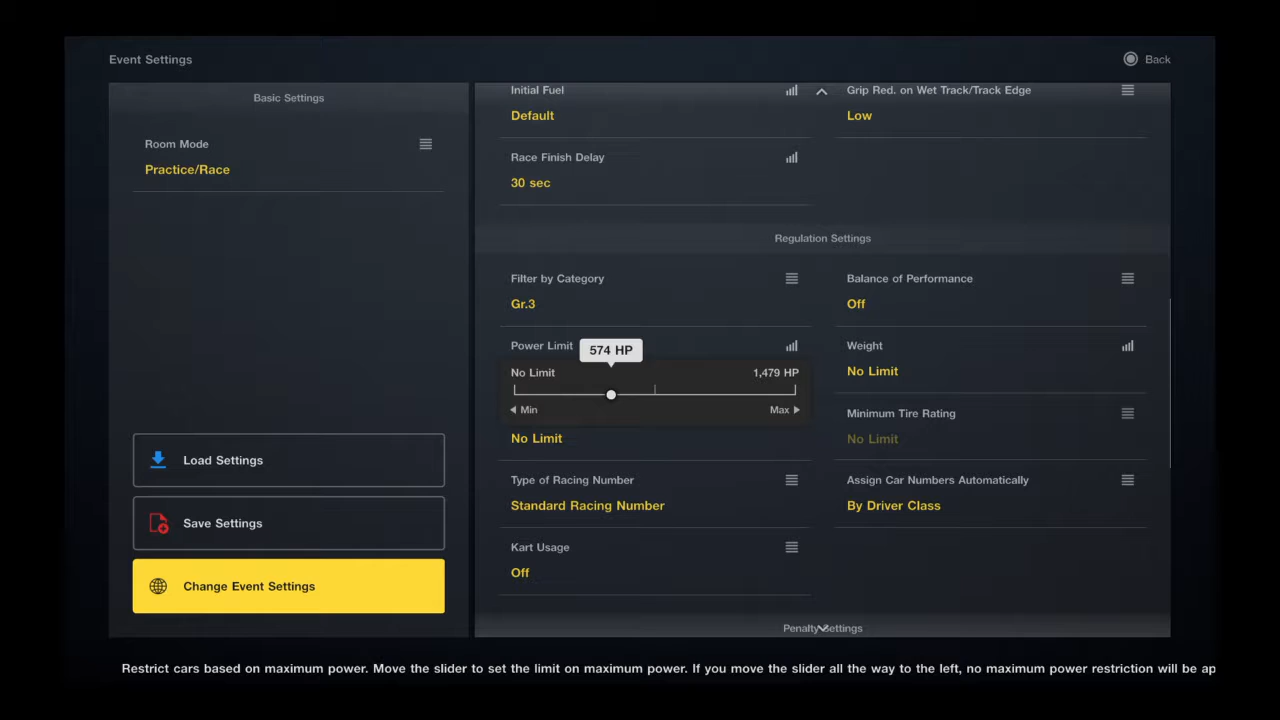 Event Settings
Back
Basic Settings
Room Mode
Practice/Race
Load Settings
Save Settings
Change Event Settings
Initial Fuel
Default
Grip Red. on Wet Track/Track Edge
Low
Race Finish Delay
30 sec
Regulation Settings
Filter by Category
Gr.3
Balance of Performance
Off
Power Limit
574 HP
No Limit
1,479 HP
Min
Max
Weight
No Limit
No Limit
Minimum Tire Rating
No Limit
Type of Racing Number
Standard Racing Number
Assign Car Numbers Automatically
By Driver Class
Kart Usage
Off
Penalty Settings
Restrict cars based on maximum power. Move the slider to set the limit on maximum power. If you move the slider all the way to the left, no maximum power restriction will be ap